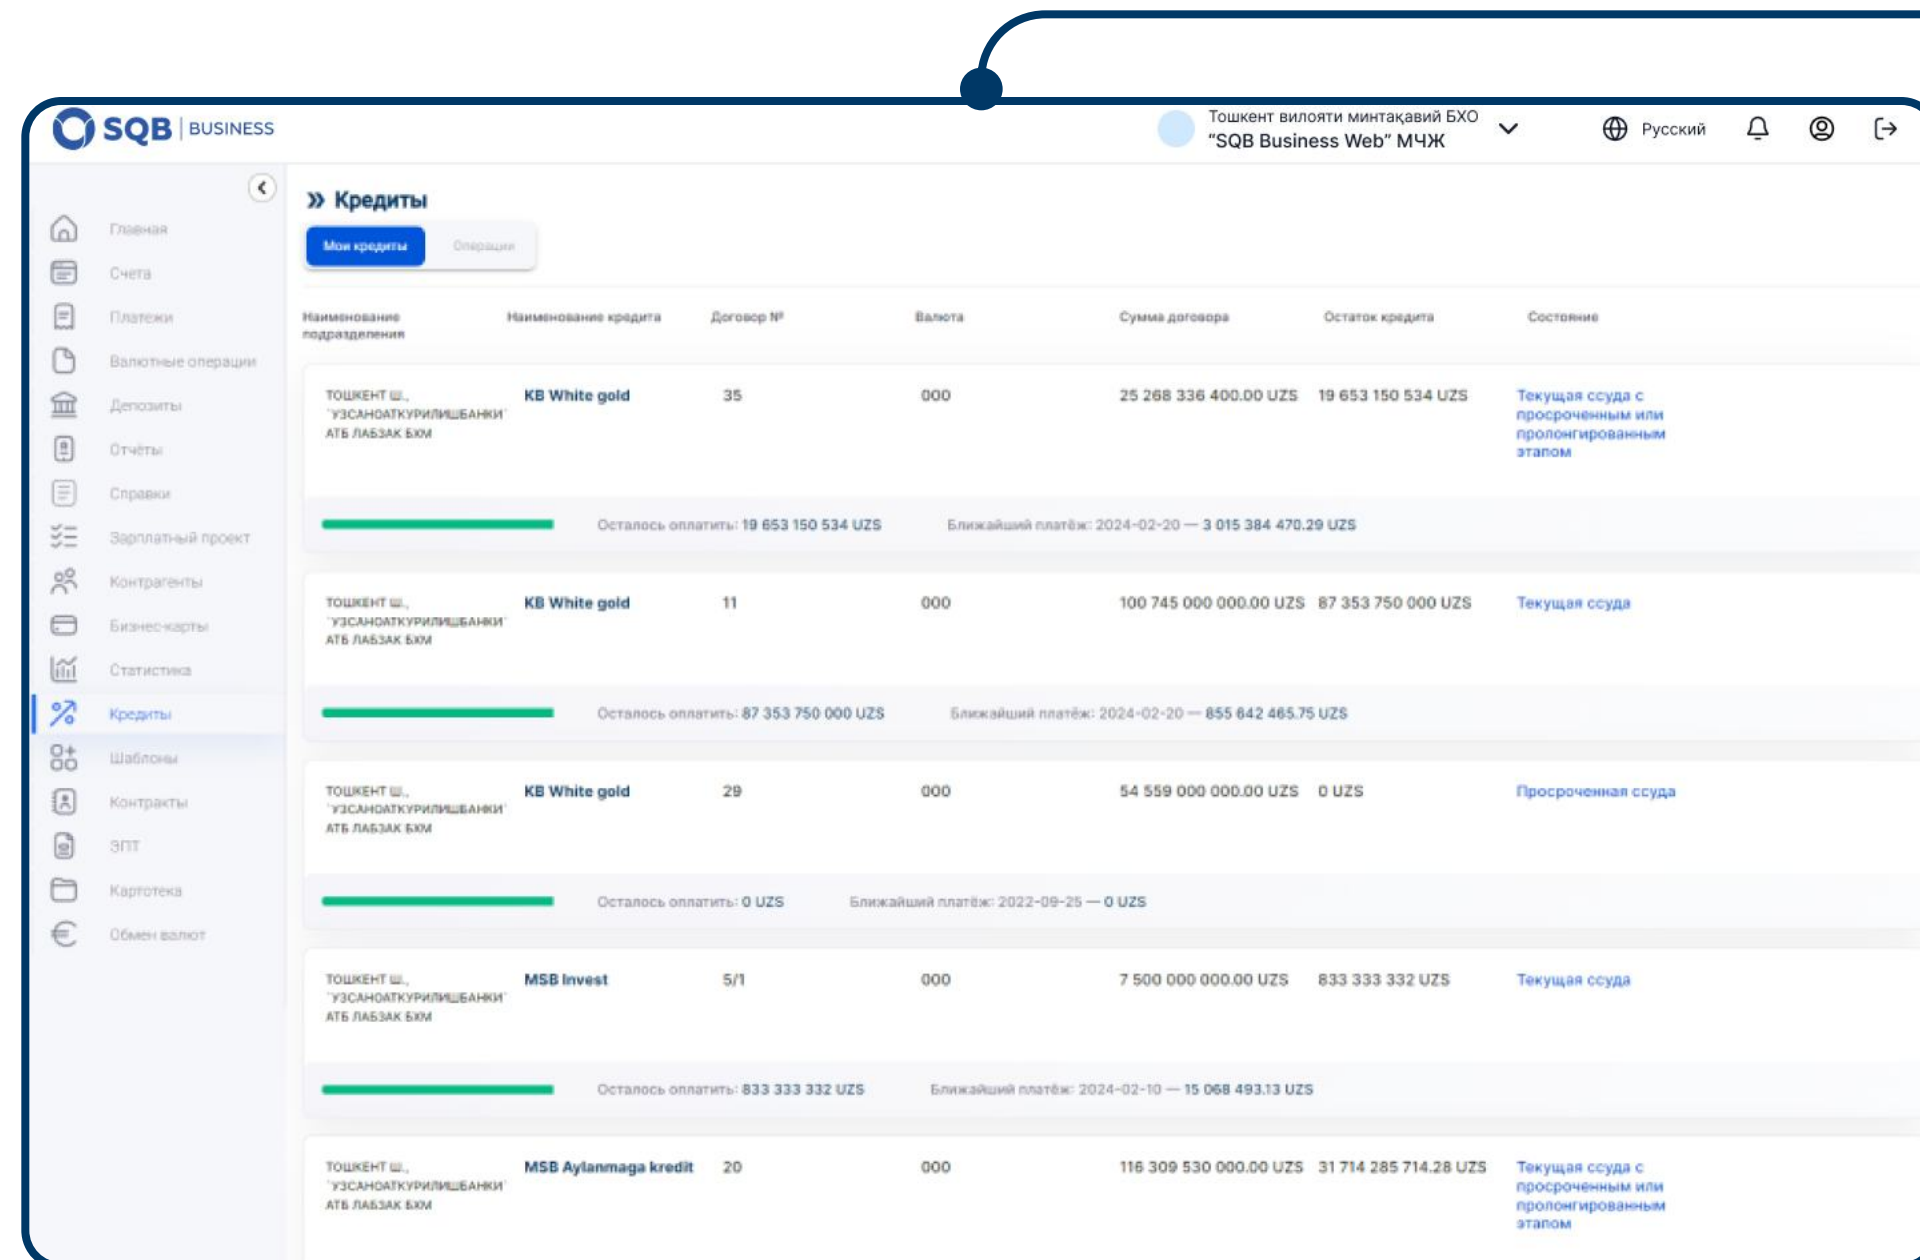 SQB | BUSINESS
Тошкент вилояти минтақавий БХО
“SQB Business Web” МЧЖ
Русский
Главная
Счета
Платежи
Валютные операции
Депозиты
Отчёты
Справки
Зарплатный проект
Контрагенты
Бизнес-карты
Статистика
Кредиты
Шаблоны
Контракты
ЭПТ
Картотека
Обмен валют
» Кредиты
Мои кредиты Операции
Наименование подразделения Наименование кредита Договор № Валюта Сумма договора Остаток кредита Состояние
ТОШКЕНТ Ш., KB White gold 35 000 25 268 336 400.00 UZS 19 653 150 534 UZS Текущая ссуда с
"УЗСАНОАТКУРИЛИШБАНКИ" просроченным или
АТБ ЛАБЗАК БХМ пролонгированным
этапом
Осталось оплатить: 19 653 150 534 UZS Ближайший платёж: 2024-02-20 — 3 015 384 470.29 UZS
ТОШКЕНТ Ш., KB White gold 11 000 100 745 000 000.00 UZS 87 353 750 000 UZS Текущая ссуда
"УЗСАНОАТКУРИЛИШБАНКИ"
АТБ ЛАБЗАК БХМ
Осталось оплатить: 87 353 750 000 UZS Ближайший платёж: 2024-02-20 — 855 642 465.75 UZS
ТОШКЕНТ Ш., KB White gold 29 000 54 559 000 000.00 UZS 0 UZS Просроченная ссуда
"УЗСАНОАТКУРИЛИШБАНКИ"
АТБ ЛАБЗАК БХМ
Осталось оплатить: 0 UZS Ближайший платёж: 2022-09-25 — 0 UZS
ТОШКЕНТ Ш., MSB Invest 5/1 000 7 500 000 000.00 UZS 833 333 332 UZS Текущая ссуда
"УЗСАНОАТКУРИЛИШБАНКИ"
АТБ ЛАБЗАК БХМ
Осталось оплатить: 833 333 332 UZS Ближайший платёж: 2024-02-10 — 15 068 493.13 UZS
ТОШКЕНТ Ш., MSB Aylanmaga kredit 20 000 116 309 530 000.00 UZS 31 714 285 714.28 UZS Текущая ссуда с
"УЗСАНОАТКУРИЛИШБАНКИ" просроченным или
АТБ ЛАБЗАК БХМ пролонгированным
этапом